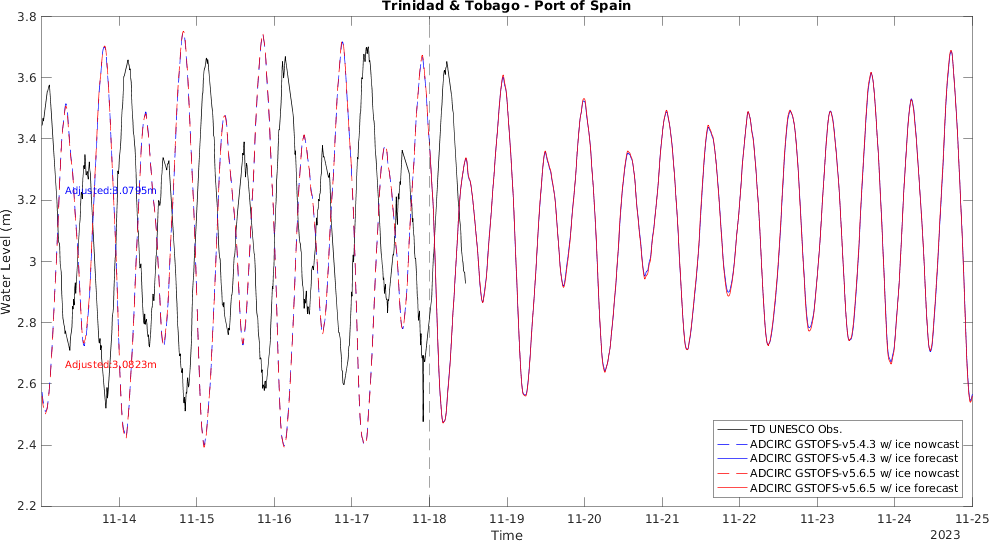 Trinidad & Tobago - Port of Spain
3.8
3.6
3.4
3.2
3
2.8
2.6
2.4
2.2
Water Level (m)
Adjusted:3.0795m
Adjusted:3.0823m
TD UNESCO Obs.
ADCIRC GSTOFS-v5.4.3 w/ ice nowcast
ADCIRC GSTOFS-v5.4.3 w/ ice forecast
ADCIRC GSTOFS-v5.6.5 w/ ice nowcast
ADCIRC GSTOFS-v5.6.5 w/ ice forecast
11-14 11-15 11-16 11-17 11-18 11-19 11-20 11-21 11-22 11-23 11-24 11-25
Time
2023